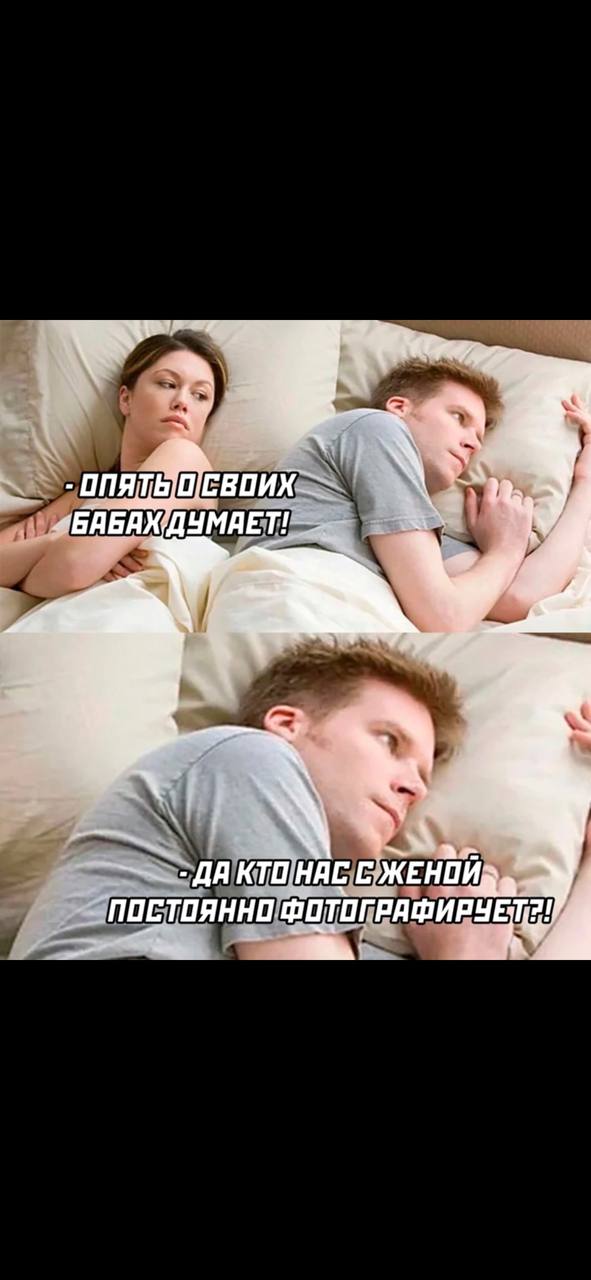 - ОПЯТЬ О СВОИХ
БАБАХ ДУМАЕТ!
- ДА КТО НАС С ЖЕНОЙ
ПОСТОЯННО ФОТОГРАФИРУЕТ?!